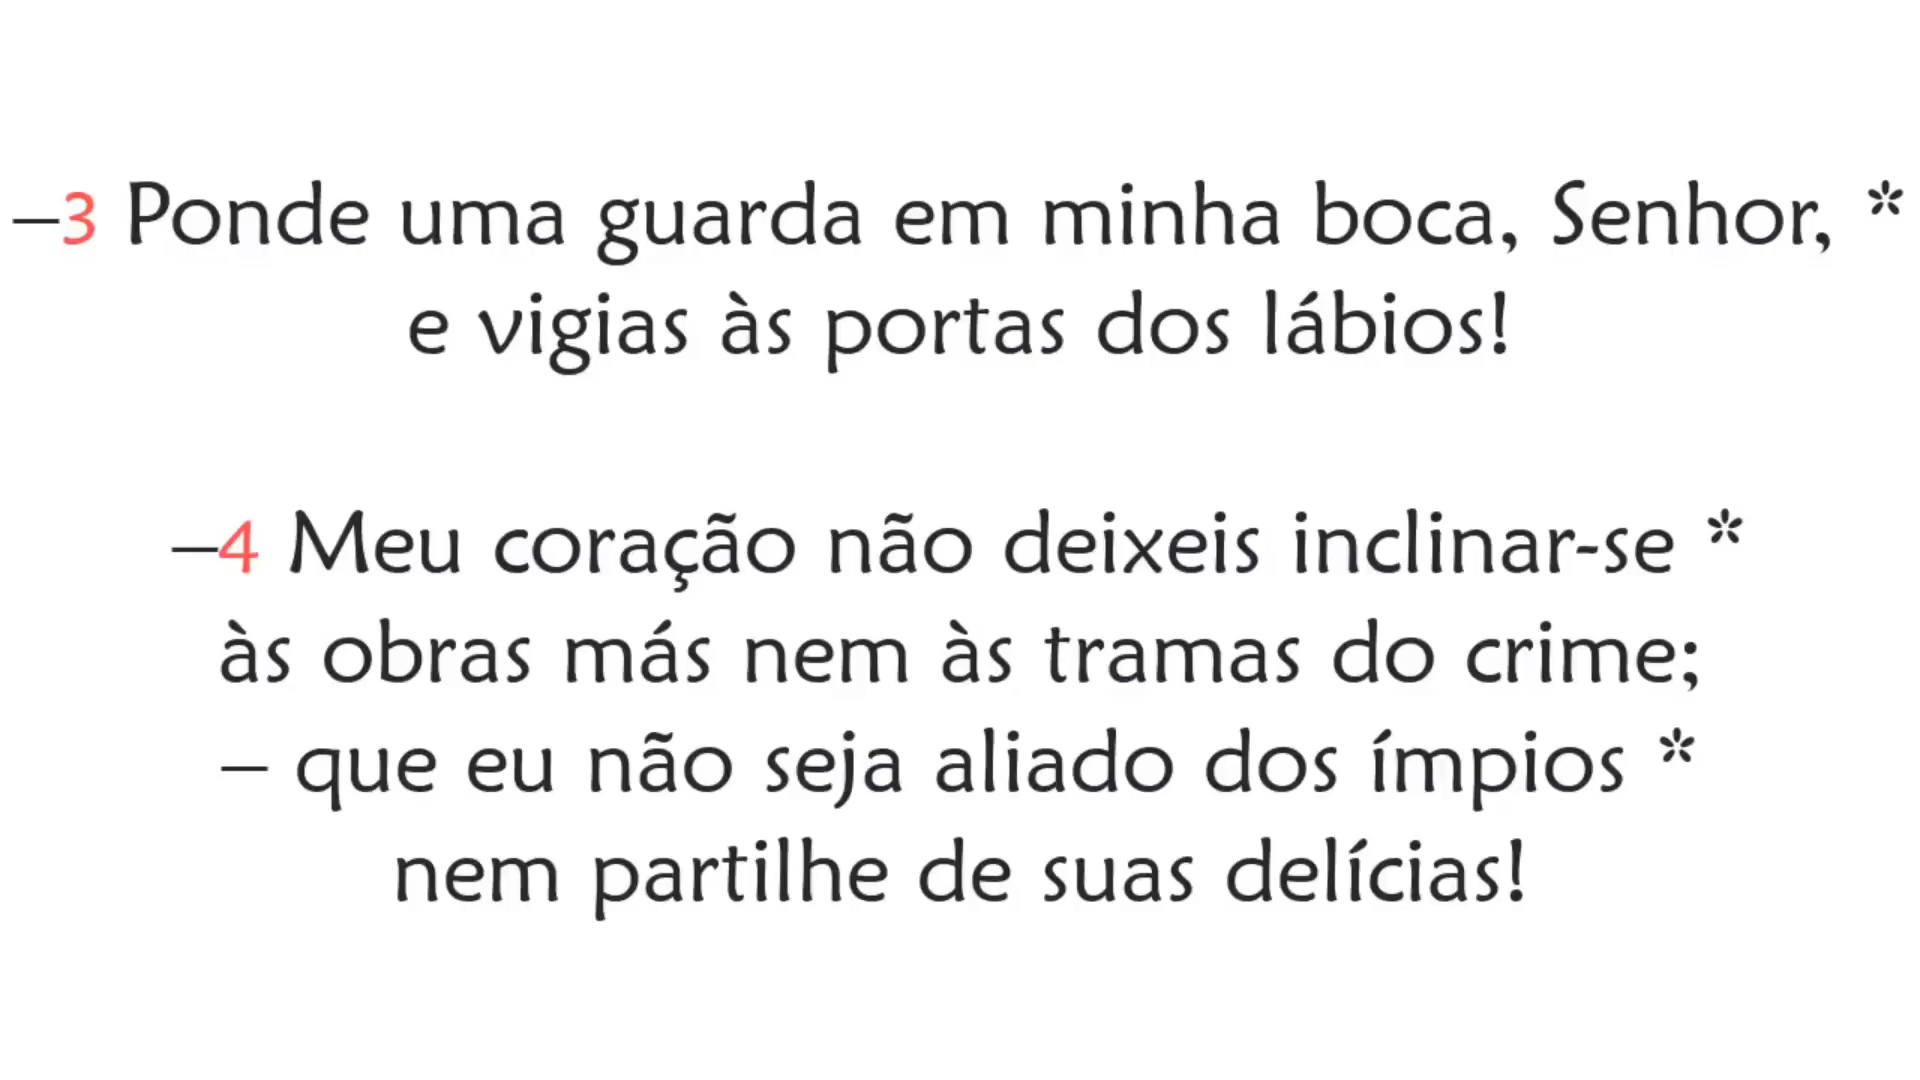 –3 Ponde uma guarda em minha boca, Senhor, *
e vigias às portas dos lábios!
–4 Meu coração não deixeis inclinar-se *
às obras más nem às tramas do crime;
– que eu não seja aliado dos ímpios *
nem partilhe de suas delícias!